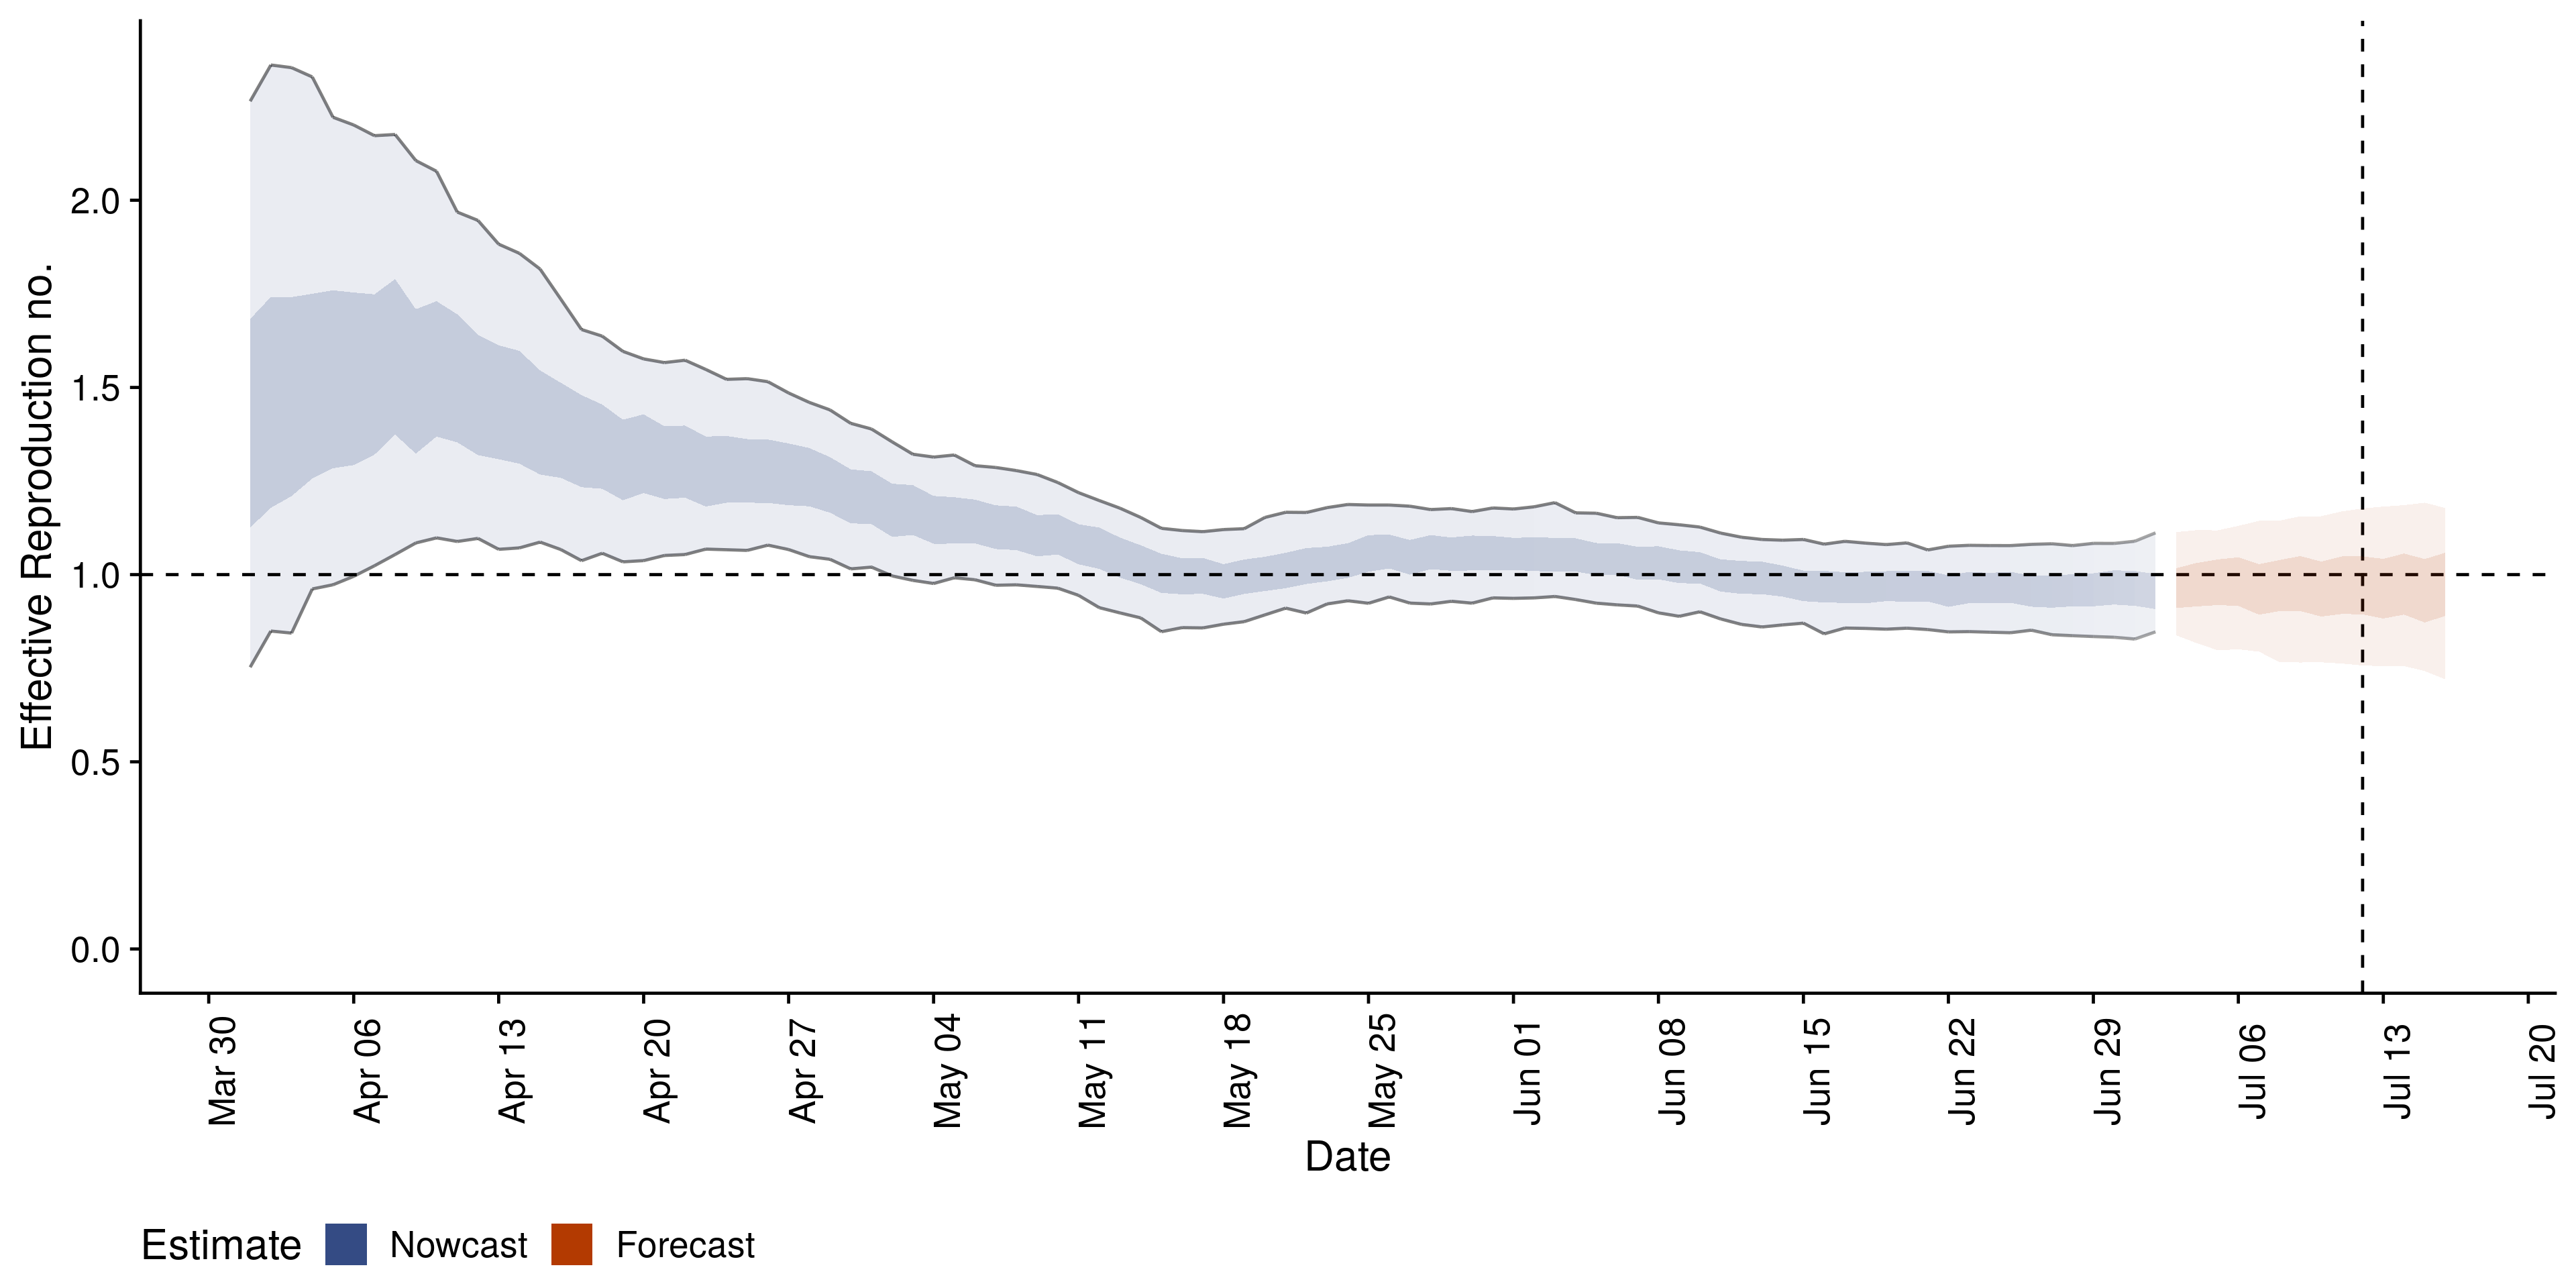 Effective Reproduction no.
2.0
1.5
1.0
0.5
0.0
Mar 30
Apr 06
Apr 13
Apr 20
Apr 27
May 04
May 11
May 18
May 25
Jun 01
Jun 08
Jun 15
Jun 22
Jun 29
Jul 06
Jul 13
Jul 20
Date
Estimate Nowcast Forecast